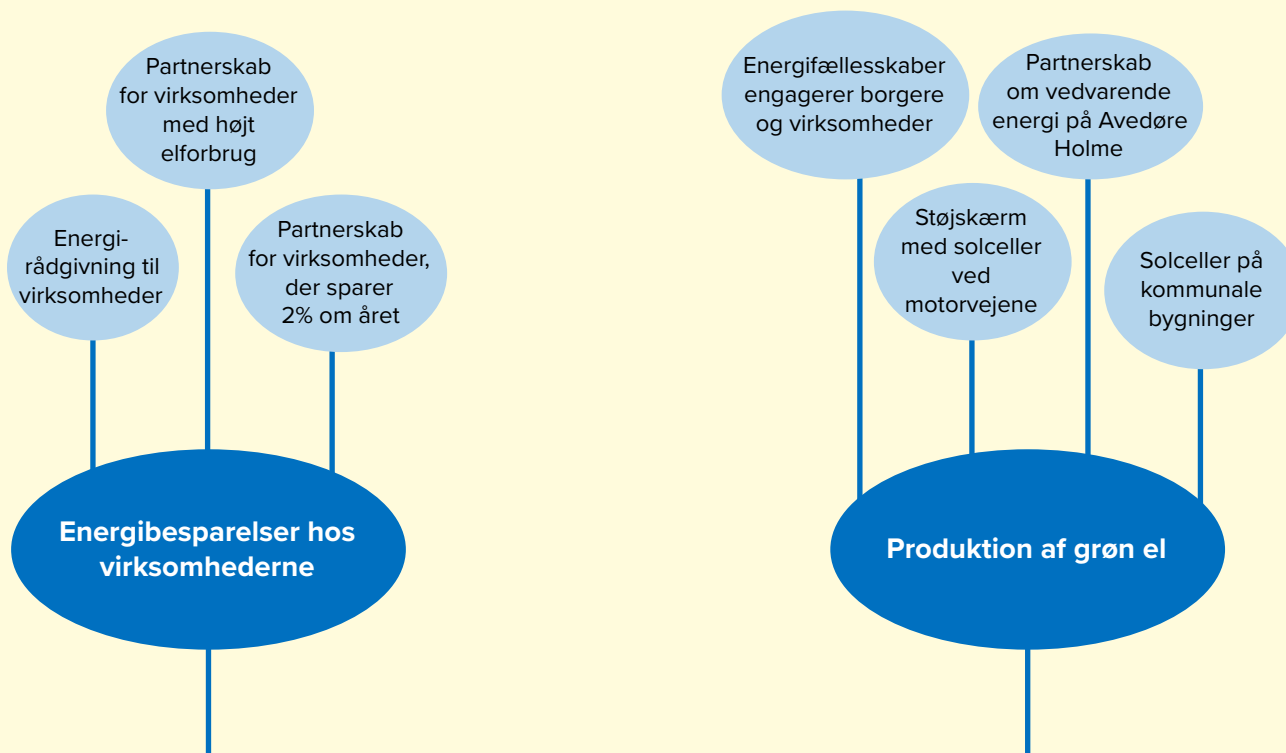 Partnerskab
for virksomheder
med højt
elforbrug
Energi-
rådgivning til
virksomheder
Partnerskab
for virksomheder,
der sparer
2% om året
Energibesparelser hos
virksomhederne
Energifællesskaber
engagerer borgere
og virksomheder
Partnerskab
om vedvarende
energi på Avedøre
Holme
Støjskærm
med solceller
ved
motorvejene
Solceller på
kommunale
bygninger
Produktion af grøn el